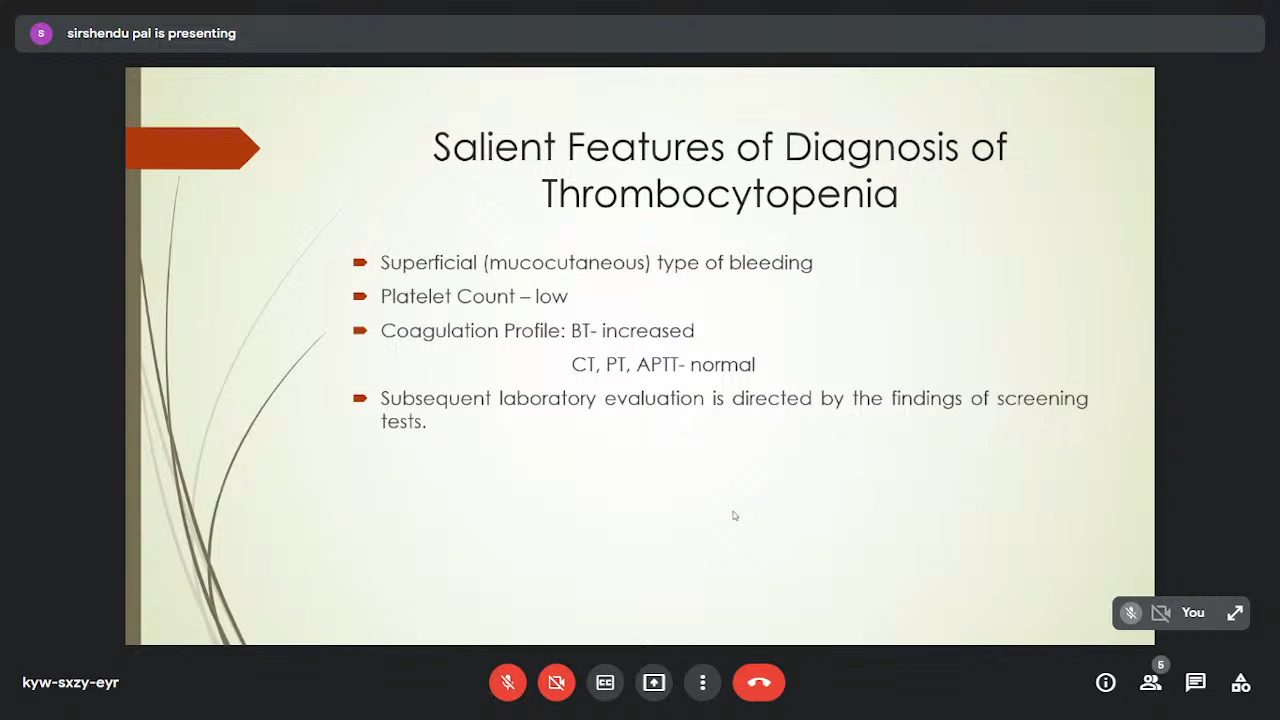 S
sirshendu pal is presenting
Salient Features of Diagnosis of
Thrombocytopenia
Superficial (mucocutaneous) type of bleeding
Platelet Count – low
Coagulation Profile: BT- increased
CT, PT, APTT- normal
Subsequent laboratory evaluation is directed by the findings of screening
tests.
You
kyw-sxzy-eyr
CC
5